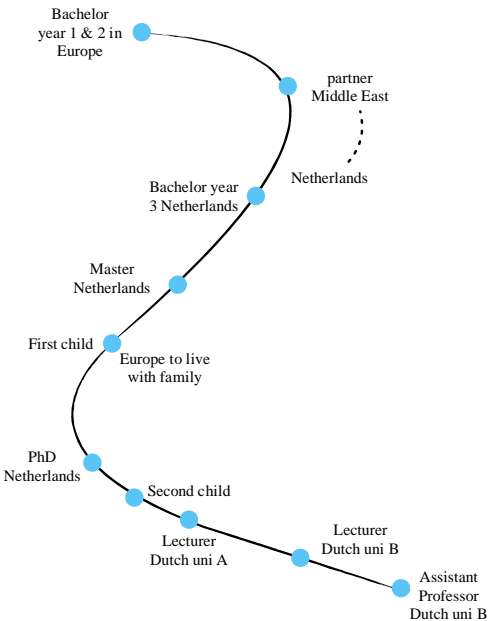 Bachelor
year 1 & 2 in
Europe
partner
Middle East
Netherlands
Bachelor year
3 Netherlands
Master
Netherlands
First child
Europe to live
with family
PhD
Netherlands
Second child
Lecturer
Dutch uni A
Lecturer
Dutch uni B
Assistant
Professor
Dutch uni B